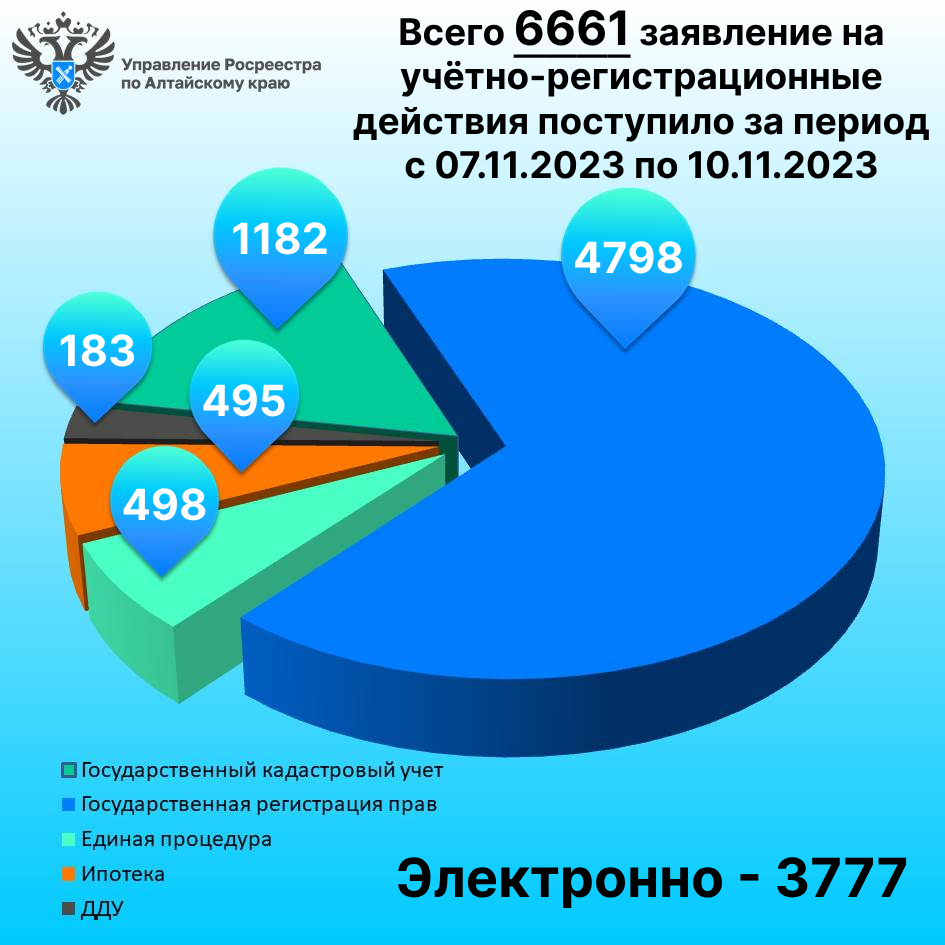 Управление Росреестра
по Алтайскому краю
Всего 6661 заявление на
учётно-регистрационные
действия поступило за период
с 07.11.2023 по 10.11.2023
1182
4798
183
495
498
Государственный кадастровый учет
Государственная регистрация прав
Единая процедура
Ипотека
ДДУ
Электронно - 3777